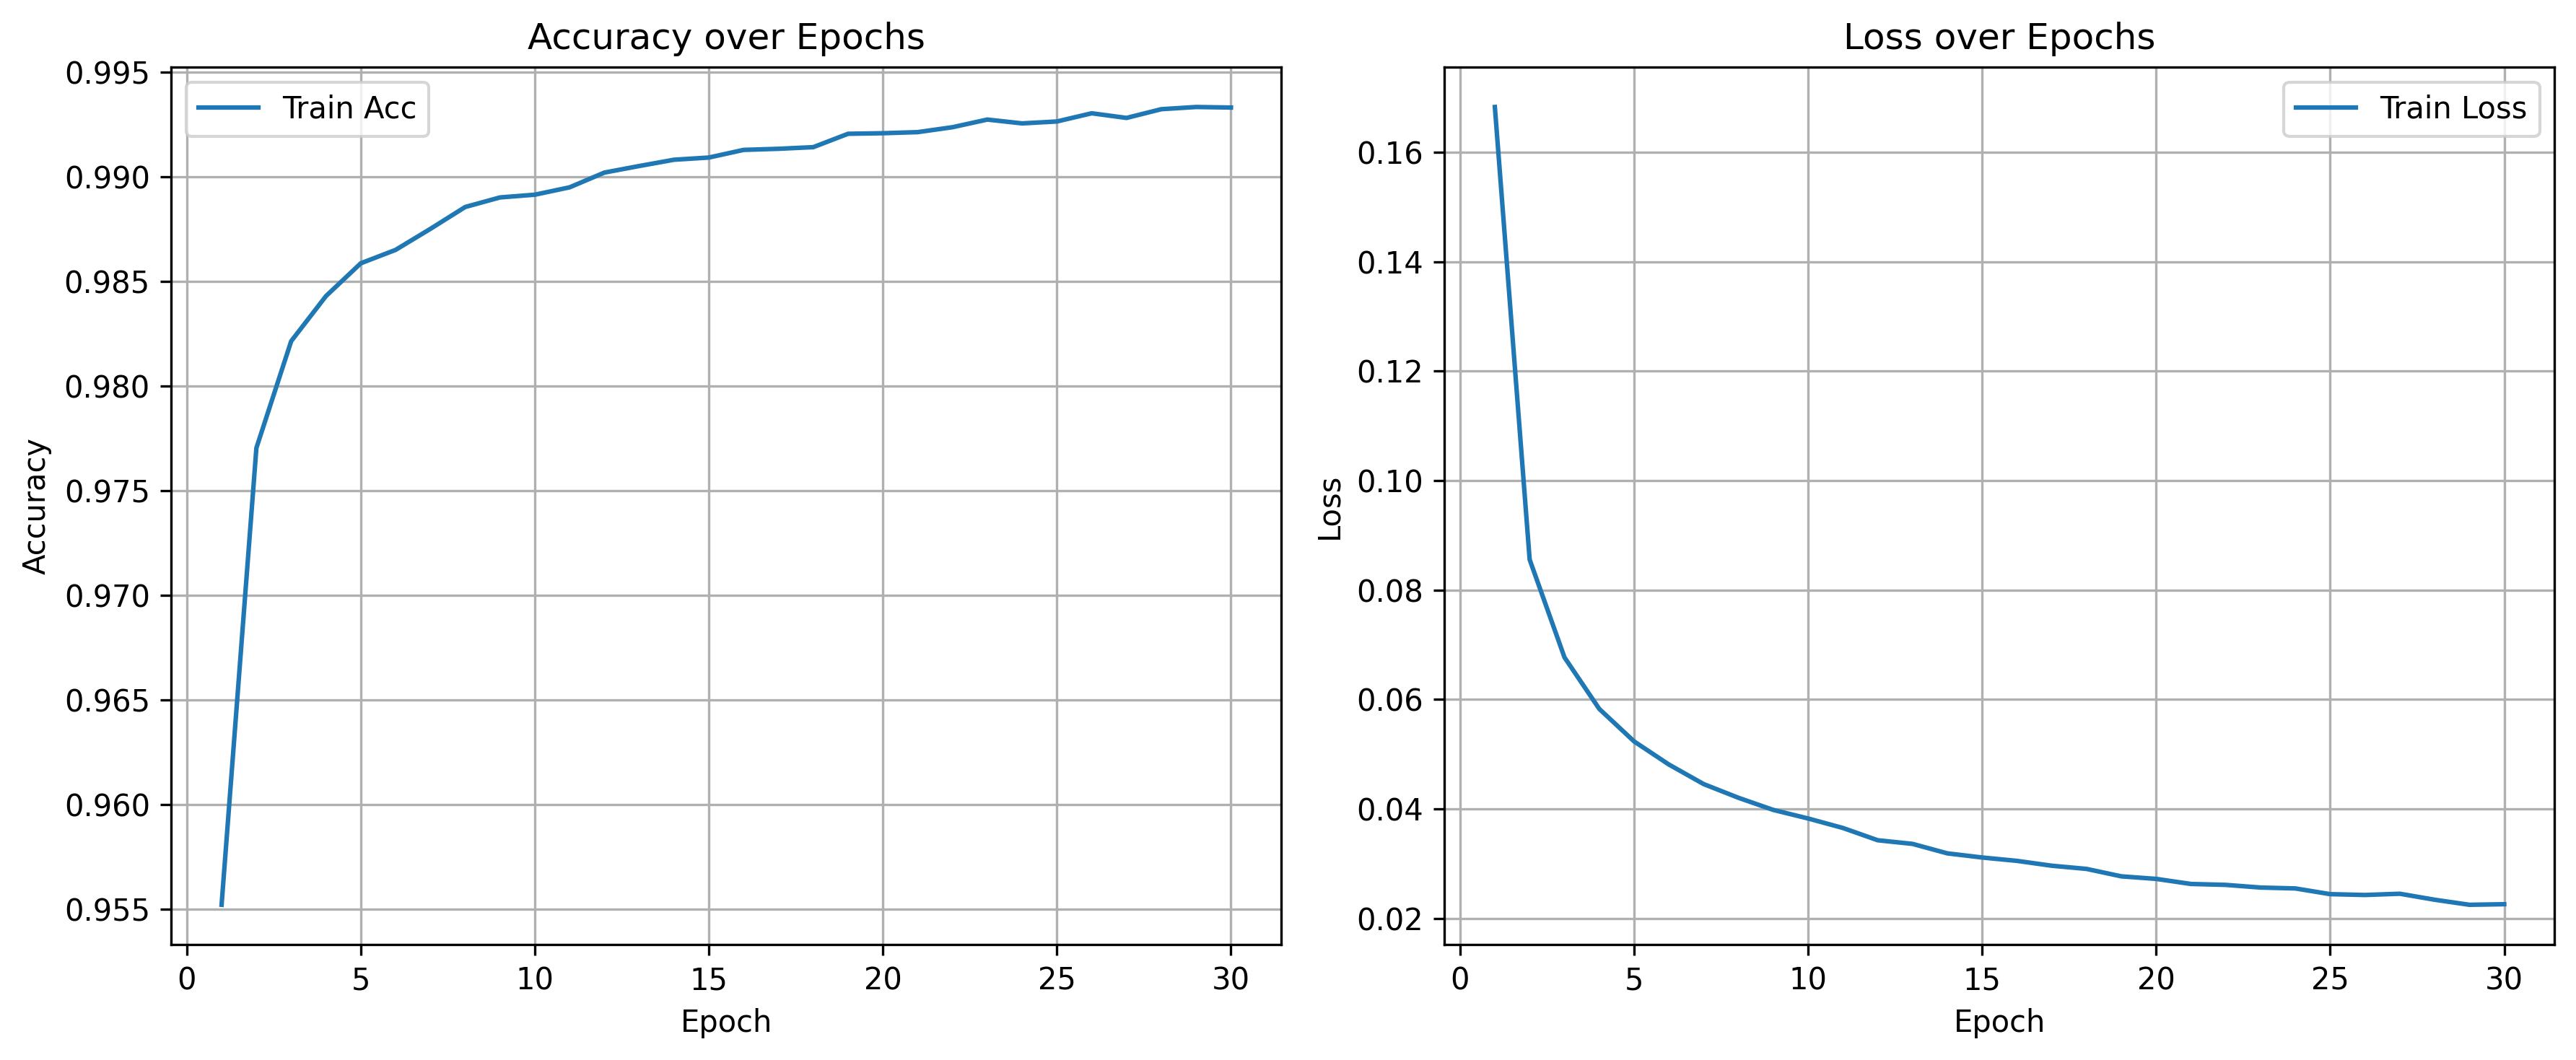 Accuracy over Epochs
Train Acc
0.995
0.990
0.985
0.980
0.975
0.970
0.965
0.960
0.955
Accuracy
0 5 10 15 20 25 30
Epoch
Loss over Epochs
Train Loss
0.16
0.14
0.12
0.10
0.08
0.06
0.04
0.02
Loss
0 5 10 15 20 25 30
Epoch